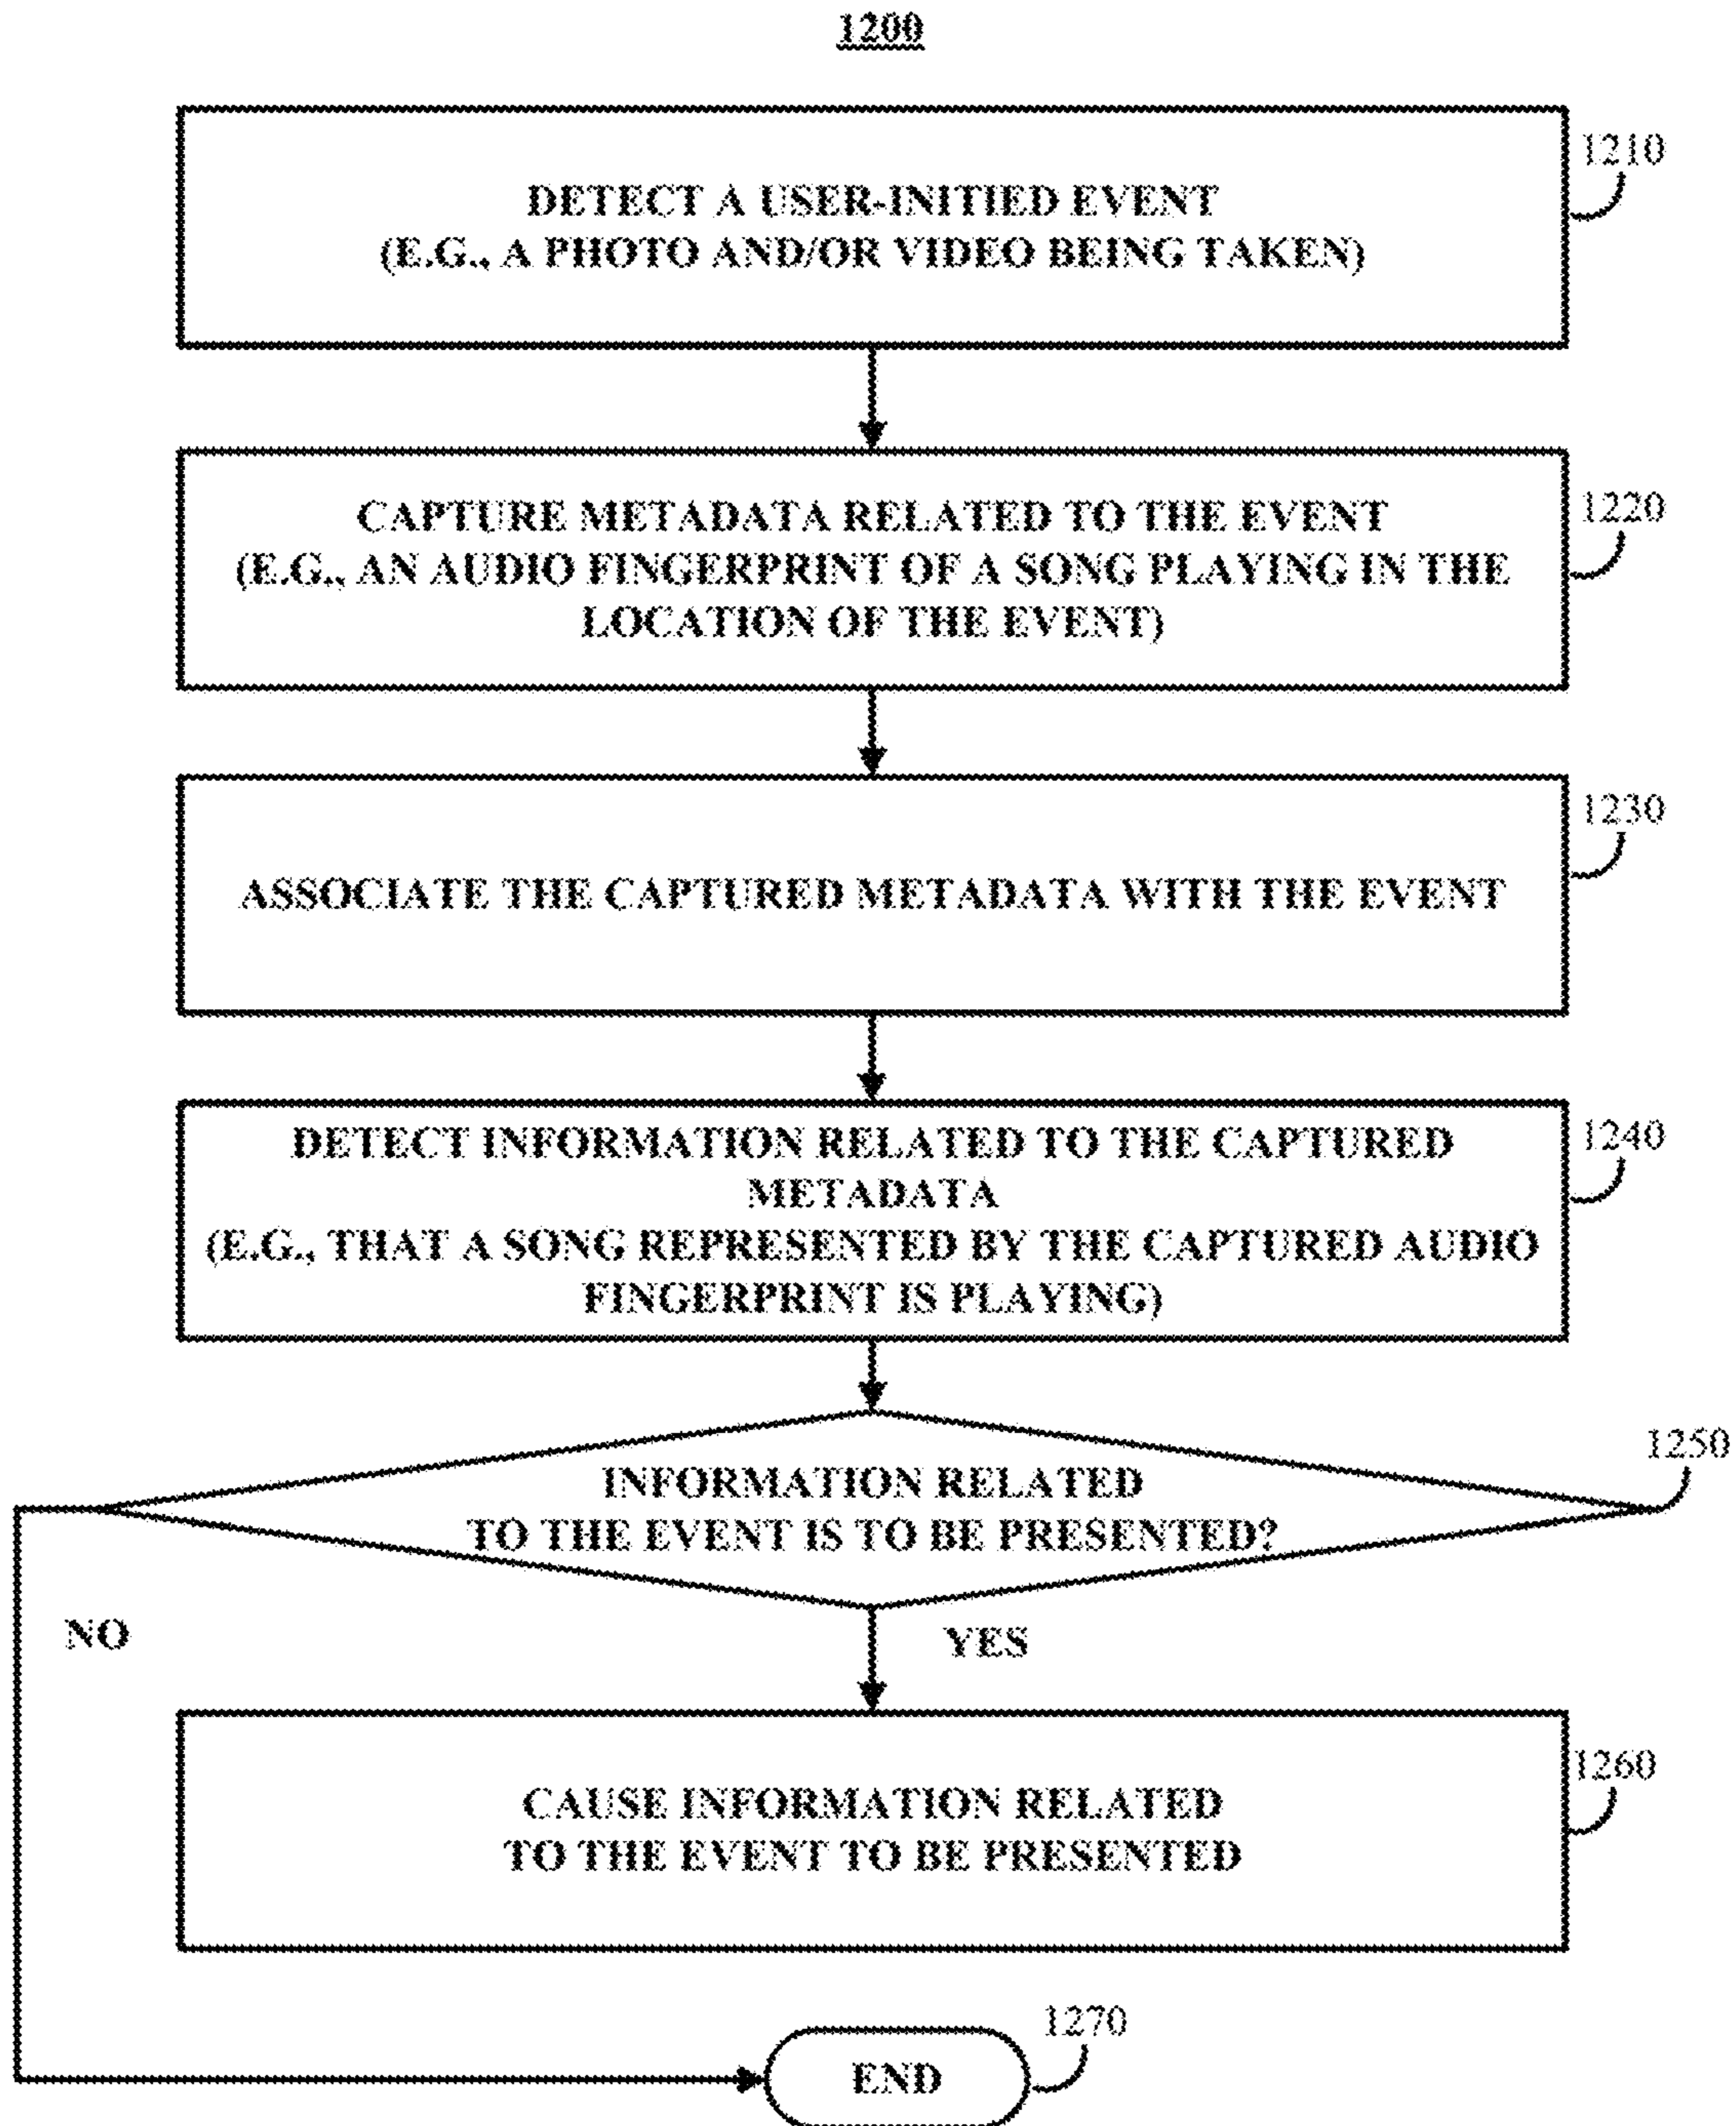 1200
1210
DETECT A USER-INITIED EVENT
(E.G., A PHOTO AND/OR VIDEO BEING TAKEN)
1220
CAPTURE METADATA RELATED TO THE EVENT
(E.G., AN AUDIO FINGERPRINT OF A SONG PLAYING IN THE
LOCATION OF THE EVENT)
1230
ASSOCIATE THE CAPTURED METADATA WITH THE EVENT
1240
DETECT INFORMATION RELATED TO THE CAPTURED
METADATA
(E.G., THAT A SONG REPRESENTED BY THE CAPTURED AUDIO
FINGERPRINT IS PLAYING)
1250
INFORMATION RELATED
TO THE EVENT IS TO BE PRESENTED?
NO
YES
1260
CAUSE INFORMATION RELATED
TO THE EVENT TO BE PRESENTED
1270
END